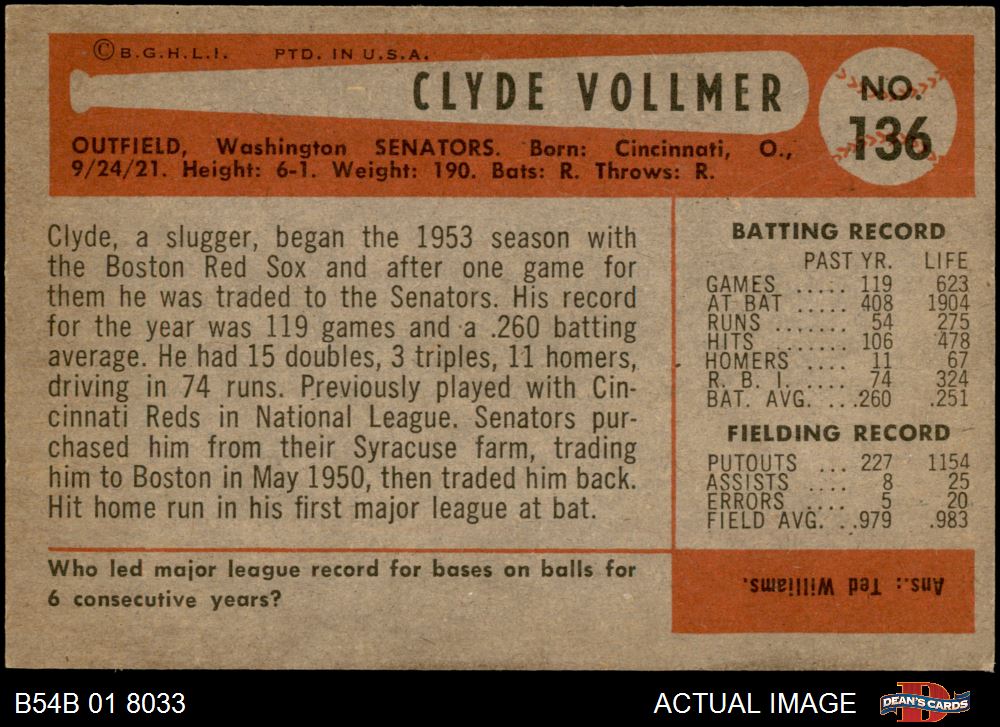 ©B.G.H.L.I. PTD. IN U.S.A.
CLYDE VOLLMER
NO.
136
OUTFIELD, Washington SENATORS. Born: Cincinnati, O.,
9/24/21. Height: 6-1. Weight: 190. Bats: R. Throws: R.
Clyde, a slugger, began the 1953 season with
the Boston Red Sox and after one game for
them he was traded to the Senators. His record
for the year was 119 games and a .260 batting
average. He had 15 doubles, 3 triples, 11 homers,
driving in 74 runs. Previously played with Cin-
cinnati Reds in National League. Senators pur-
chased him from their Syracuse farm, trading
him to Boston in May 1950, then traded him back.
Hit home run in his first major league at bat.
BATTING RECORD
PAST YR. LIFE
GAMES ..... 119 623
AT BAT ..... 408 1904
RUNS ....... 54 275
HITS ....... 106 478
HOMERS ..... 11 67
R. B. I. .... 74 324
BAT. AVG. ...260 .251
FIELDING RECORD
PUTOUTS ... 227 1154
ASSISTS .... 8 25
ERRORS .... 5 20
FIELD AVG. ..979 .983
Who led major league record for bases on balls for
6 consecutive years?
Ans.: Ted Williams.
B54B 01 8033
ACTUAL IMAGE
DEAN'S CARDS